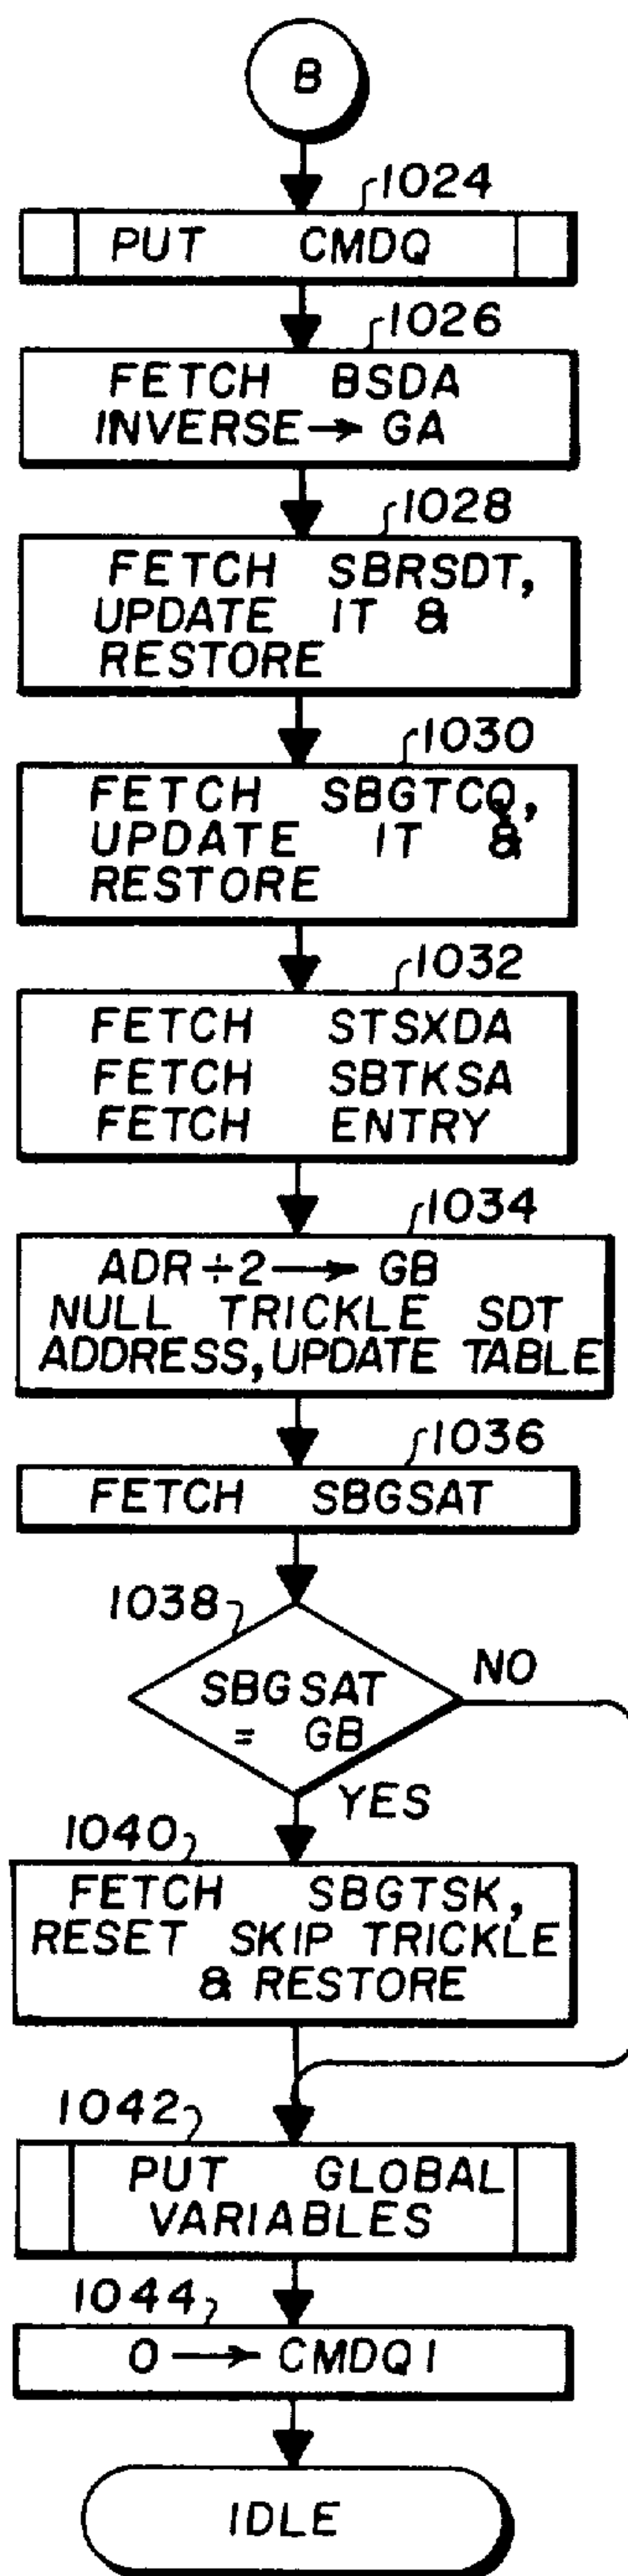 B
1024
PUT CMDQ
1026
FETCH BSDA
INVERSE → GA
1028
FETCH SBRSDT,
UPDATE IT &
RESTORE
1030
FETCH SBGTCQ,
UPDATE IT &
RESTORE
1032
FETCH STSXDA
FETCH SBTKSA
FETCH ENTRY
1034
ADR ÷ 2 → GB
NULL TRICKLE SDT
ADDRESS, UPDATE TABLE
1036
FETCH SBGSAT
1038
SBGSAT
= GB
NO
YES
1040
FETCH SBGTSK,
RESET SKIP TRICKLE
& RESTORE
1042
PUT GLOBAL
VARIABLES
1044
0 → CMDQ1
IDLE